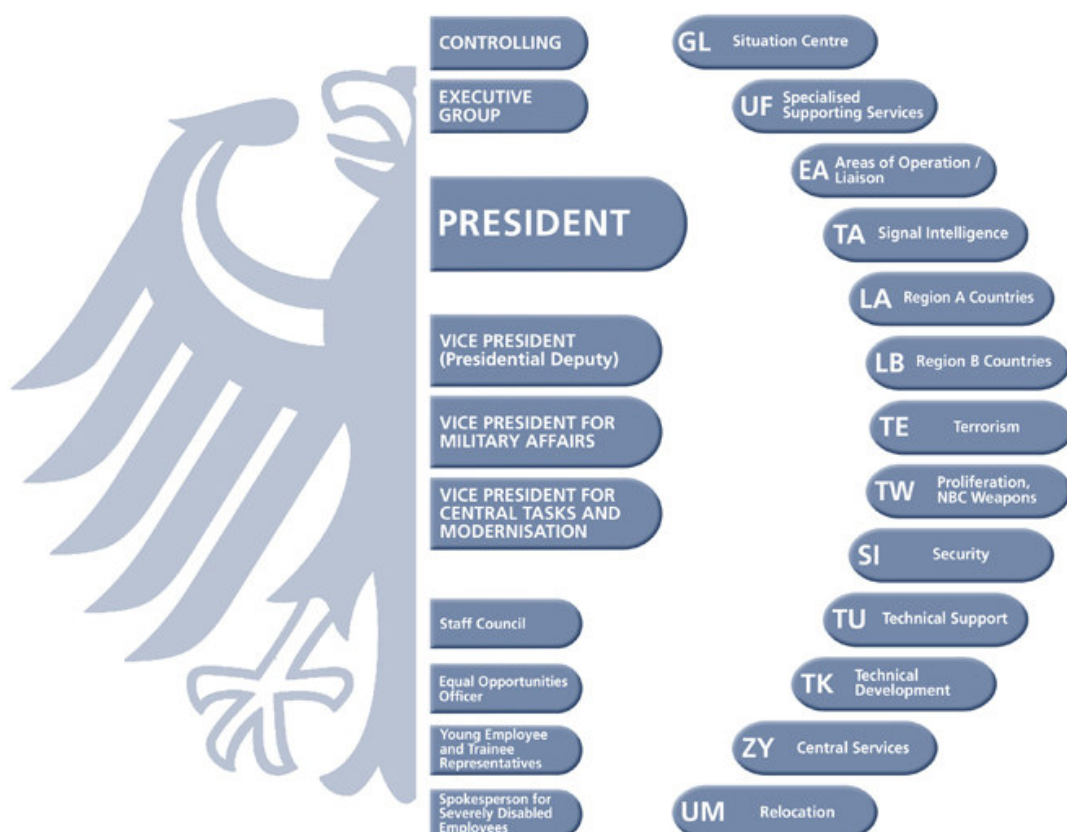 CONTROLLING
EXECUTIVE
GROUP
PRESIDENT
VICE PRESIDENT
(Presidential Deputy)
VICE PRESIDENT FOR
MILITARY AFFAIRS
VICE PRESIDENT FOR
CENTRAL TASKS AND
MODERNISATION
Staff Council
Equal Opportunities
Officer
Young Employee
and Trainee
Representatives
Spokesperson for
Severely Disabled
Employees
GL Situation Centre
UF Specialised
Supporting Services
EA Areas of Operation /
Liaison
TA Signal Intelligence
LA Region A Countries
LB Region B Countries
TE Terrorism
TW Proliferation,
NBC Weapons
SI Security
TU Technical Support
TK Technical
Development
ZY Central Services
UM Relocation